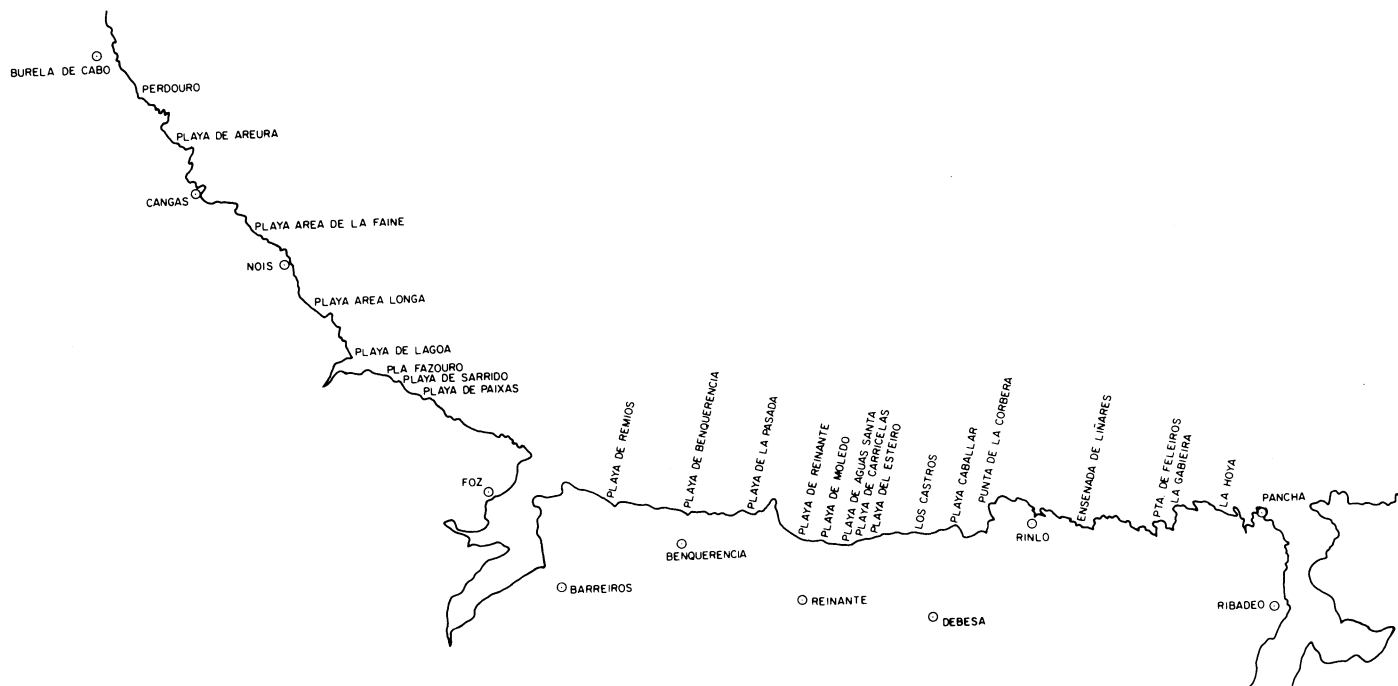 BURELA DE CABO
PERDOURO
PLAYA DE AREURA
CANGAS
PLAYA AREA DE LA FAINE
NOIS
PLAYA AREA LONGA
PLAYA DE LAGOA
PLA FAZOURO
PLAYA DE SARRIDO
PLAYA DE PAIXAS
FOZ
PLAYA DE REMIOS
PLAYA DE BENQUERENCIA
PLAYA DE LA PASADA
PLAYA DE REINANTE
PLAYA DE MOLEDO
PLAYA DE AGUAS SANTA
PLAYA DE CARRICELAS
PLAYA DEL ESTEIRO
LOS CASTROS
PLAYA CABALLAR
PUNTA DE LA CORBERA
ENSENADA DE LIÑARES
PTA DE FELEIROS
LA GABIEIRA
LA HOYA
PANCHA
RINLO
BENQUERENCIA
BARREIROS
REINANTE
DEBESA
RIBADEO